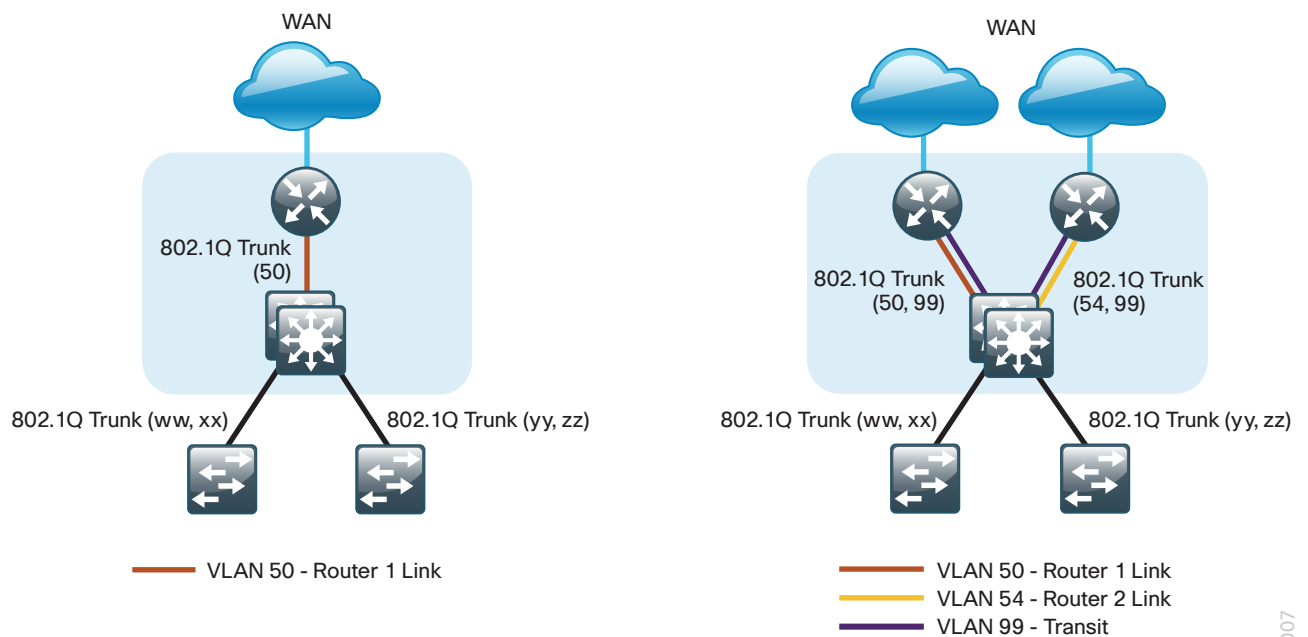 WAN
802.1Q Trunk
(50)
802.1Q Trunk (ww, xx)
802.1Q Trunk (yy, zz)
VLAN 50 - Router 1 Link
WAN
802.1Q Trunk
(50, 99)
802.1Q Trunk
(54, 99)
802.1Q Trunk (ww, xx)
802.1Q Trunk (yy, zz)
VLAN 50 - Router 1 Link
VLAN 54 - Router 2 Link
VLAN 99 - Transit